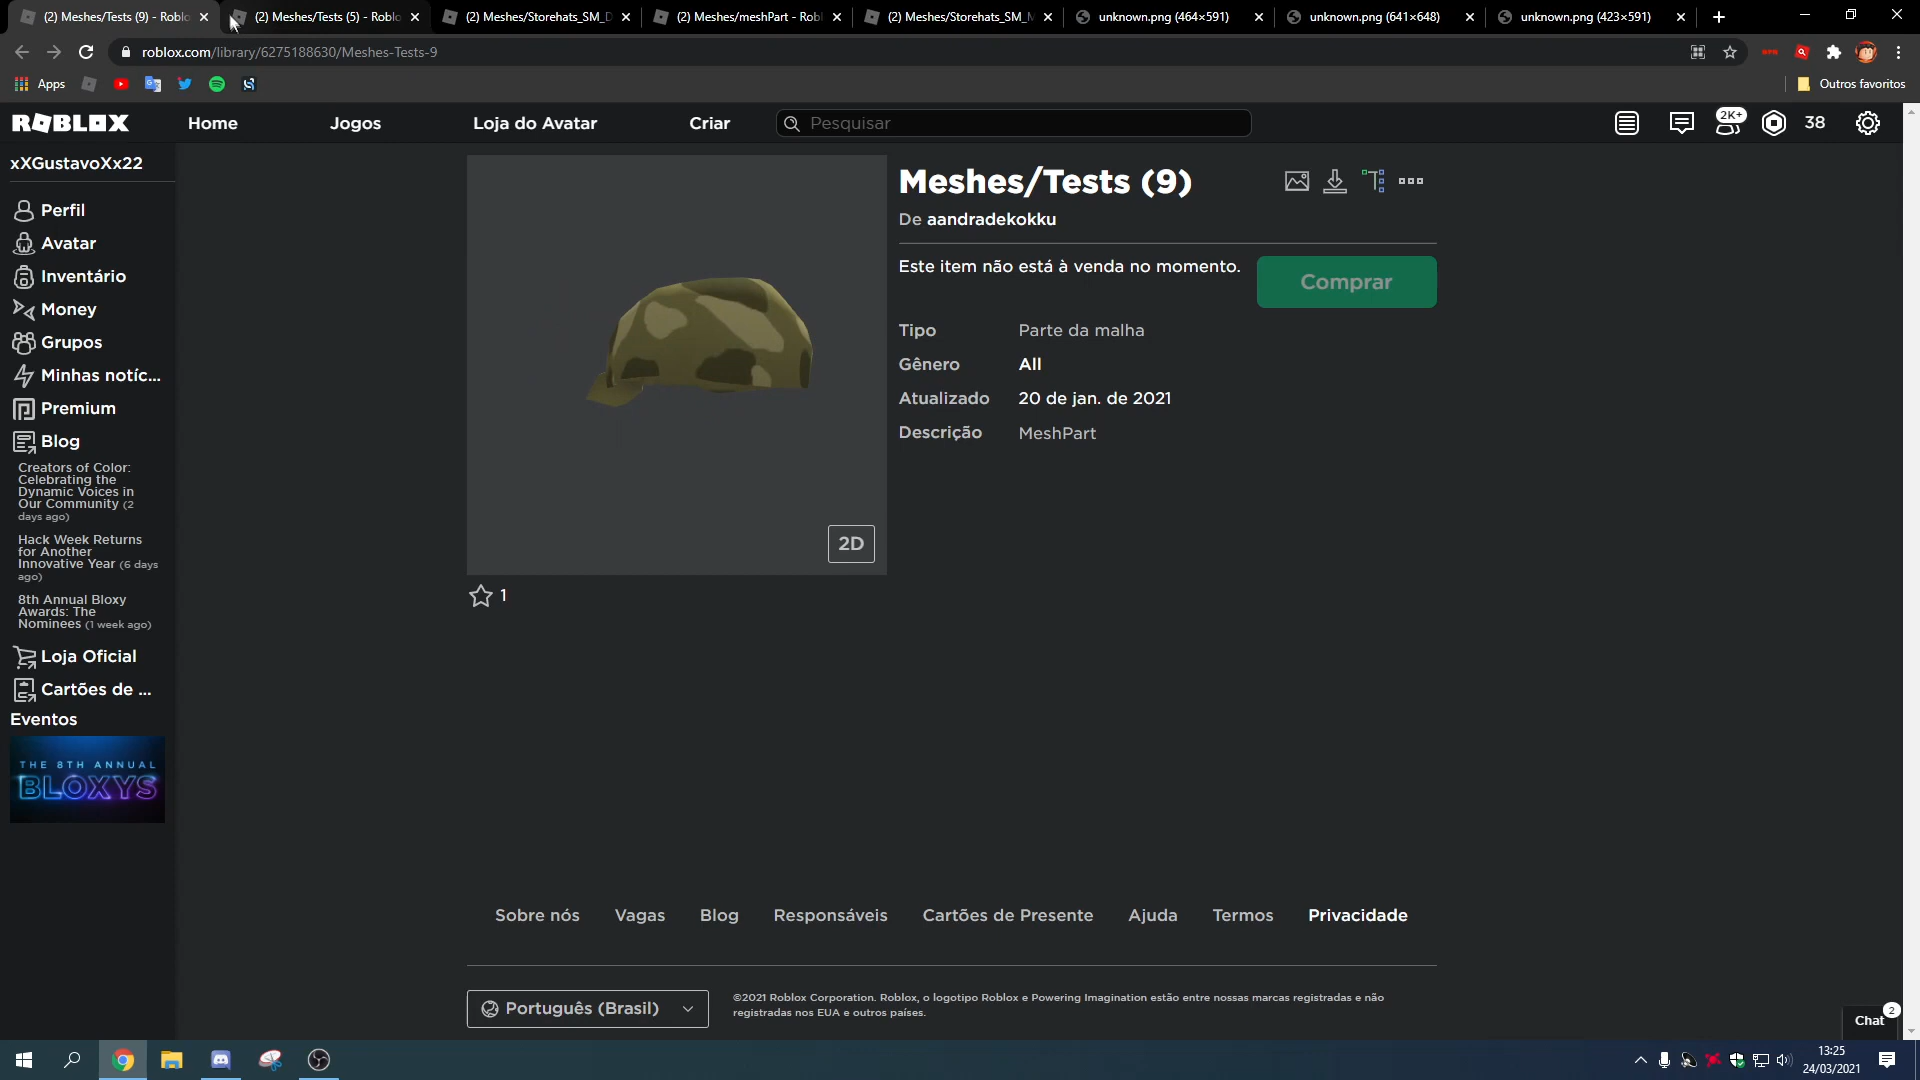 (2) Meshes/Tests (9) - Roblo
(2) Meshes/Tests (5) - Roblo
(2) Meshes/Storehats_SM_D
(2) Meshes/meshPart - Robl
(2) Meshes/Storehats_SM_M
unknown.png (464×591)
unknown.png (641×648)
unknown.png (423×591)
roblox.com/library/6275188630/Meshes-Tests-9
Apps
Outros favoritos
ROBLOX
Home
Jogos
Loja do Avatar
Criar
Pesquisar
2K+
38
xXGustavoXx22
Perfil
Avatar
Inventário
Money
Grupos
Minhas notíc...
Premium
Blog
Creators of Color:
Celebrating the
Dynamic Voices in
Our Community (2
days ago)
Hack Week Returns
for Another
Innovative Year (6 days
ago)
8th Annual Bloxy
Awards: The
Nominees (1 week ago)
Loja Oficial
Cartões de ...
Eventos
THE 8TH ANNUAL
BLOXYS
2D
1
Meshes/Tests (9)
De aandradekokku
Este item não está à venda no momento.
Comprar
Tipo Parte da malha
Gênero All
Atualizado 20 de jan. de 2021
Descrição MeshPart
Sobre nós
Vagas
Blog
Responsáveis
Cartões de Presente
Ajuda
Termos
Privacidade
Português (Brasil)
©2021 Roblox Corporation. Roblox, o logotipo Roblox e Powering Imagination estão entre nossas marcas registradas e não
registradas nos EUA e outros países.
Chat
2
13:25
24/03/2021